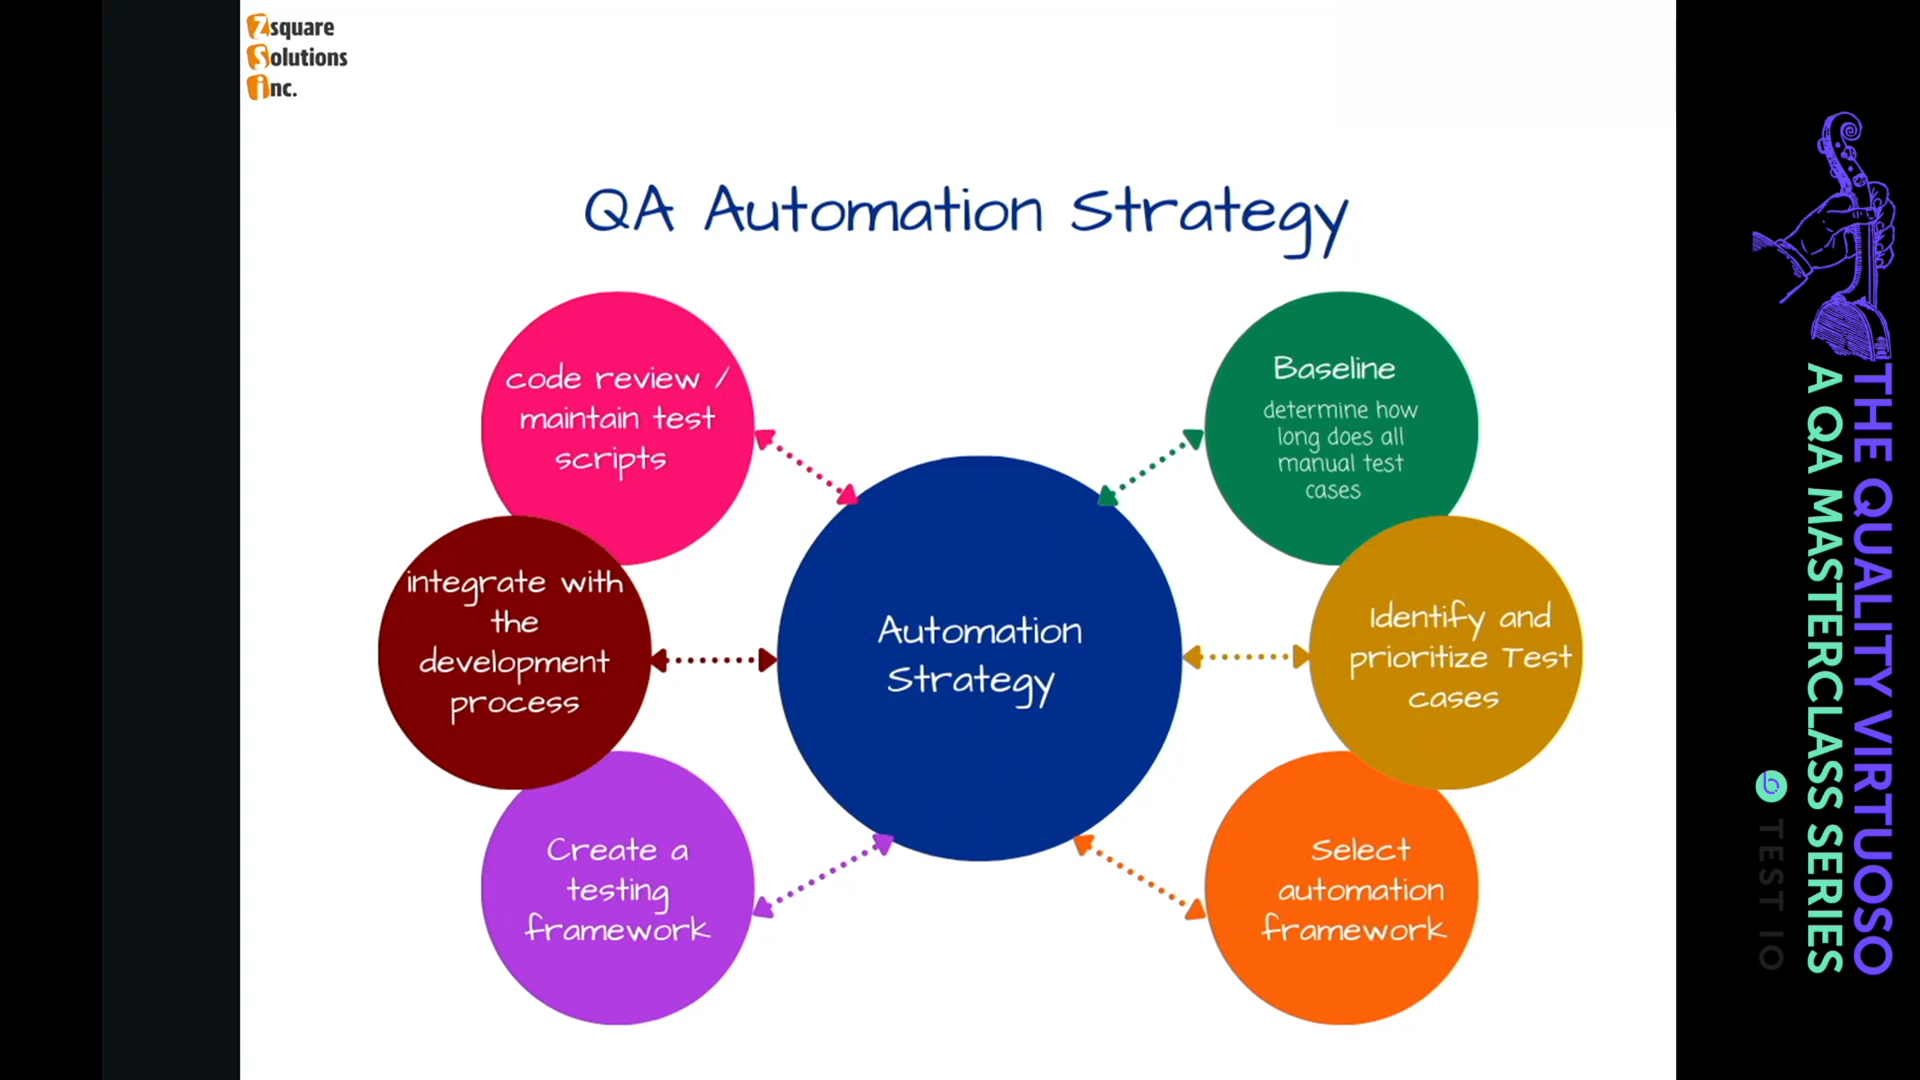 Zsquare
Solutions
inc.
QA Automation Strategy
code review /
maintain test
scripts
Baseline
determine how
long does all
manual test
cases
integrate with
the
development
process
Automation
Strategy
Identify and
prioritize Test
cases
Create a
testing
framework
Select
automation
framework
THE QUALITY VIRTUOSO
A QA MASTERCLASS SERIES
TEST IO